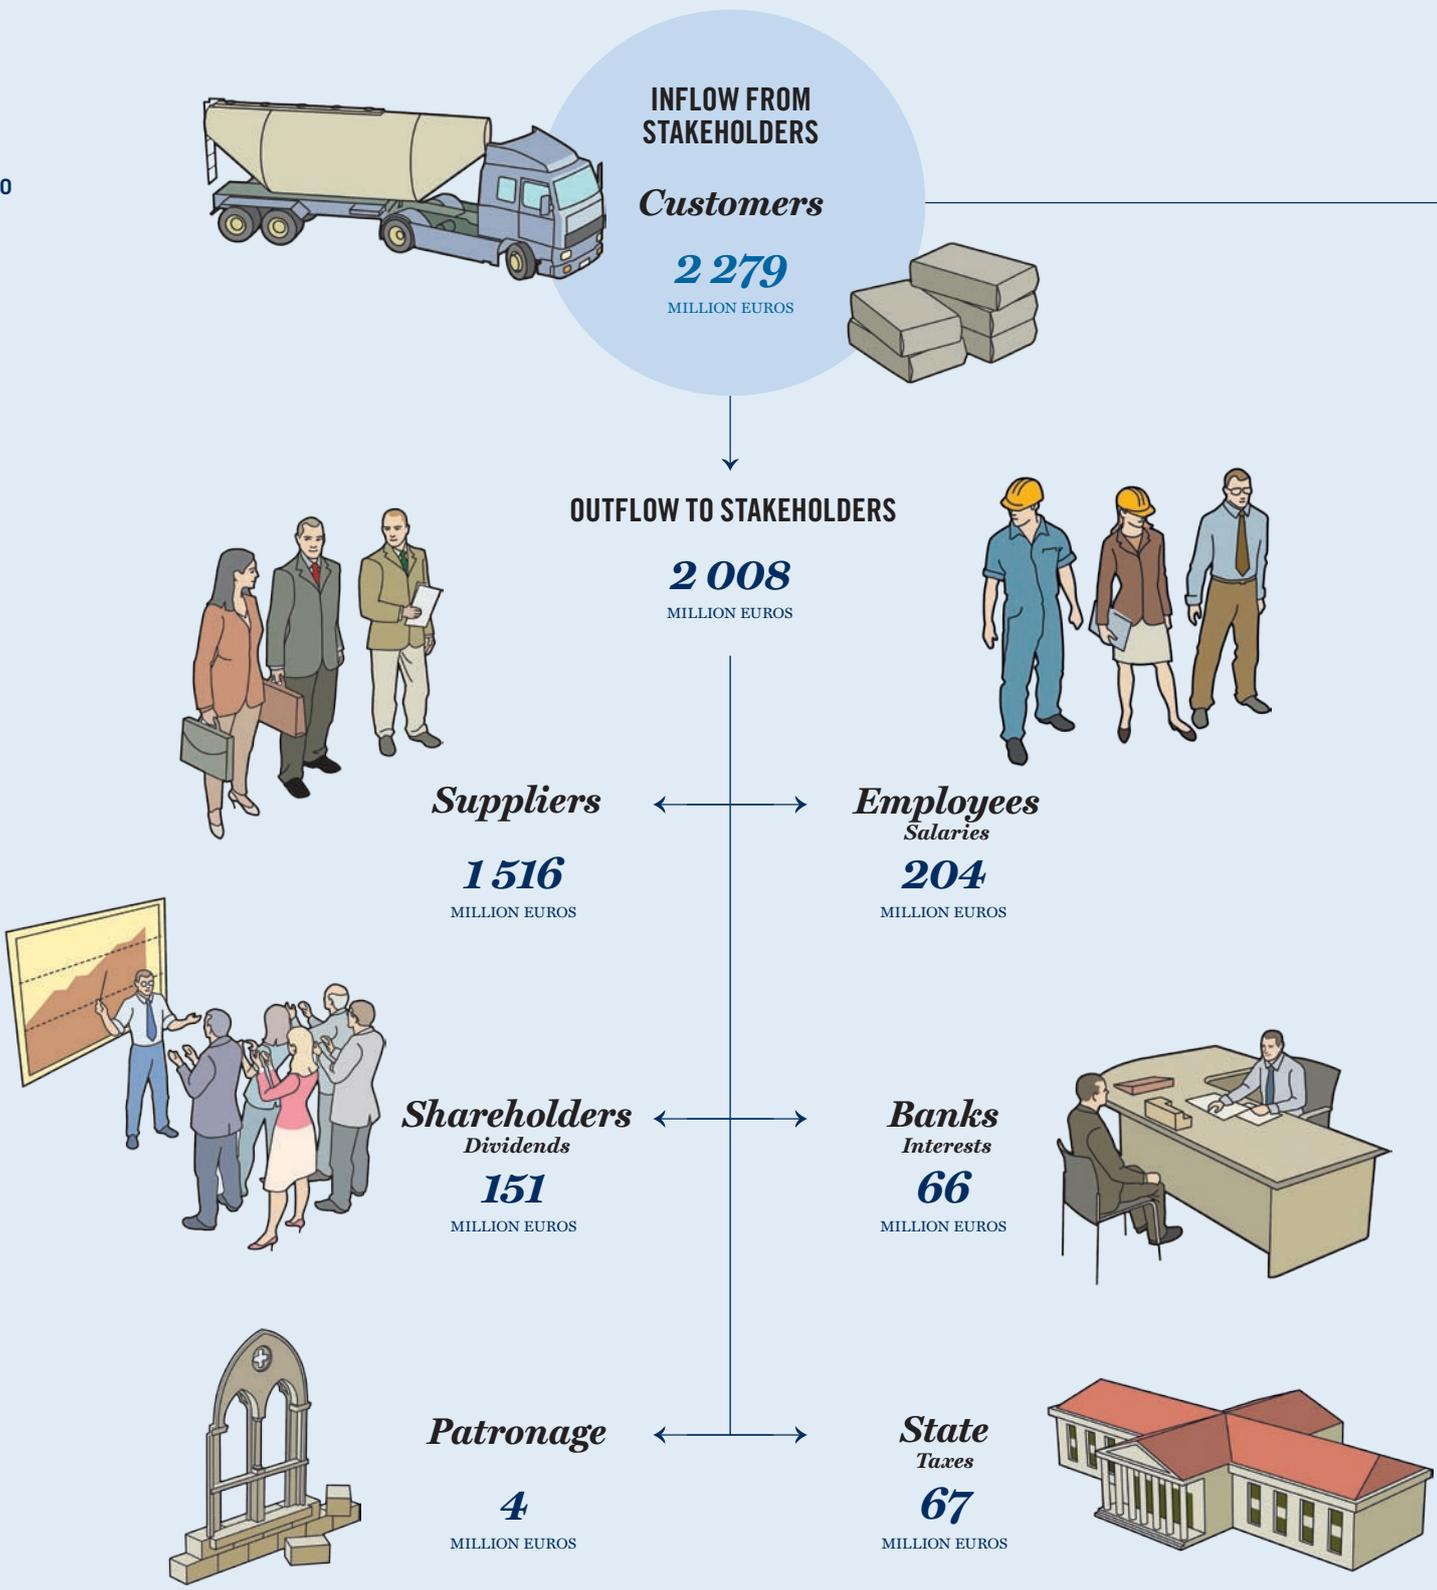 O
INFLOW FROM
STAKEHOLDERS
Customers
2 279
MILLION EUROS
OUTFLOW TO STAKEHOLDERS
2 008
MILLION EUROS
Suppliers
1 516
MILLION EUROS
Employees
Salaries
204
MILLION EUROS
Shareholders
Dividends
151
MILLION EUROS
Banks
Interests
66
MILLION EUROS
Patronage
4
MILLION EUROS
State
Taxes
67
MILLION EUROS